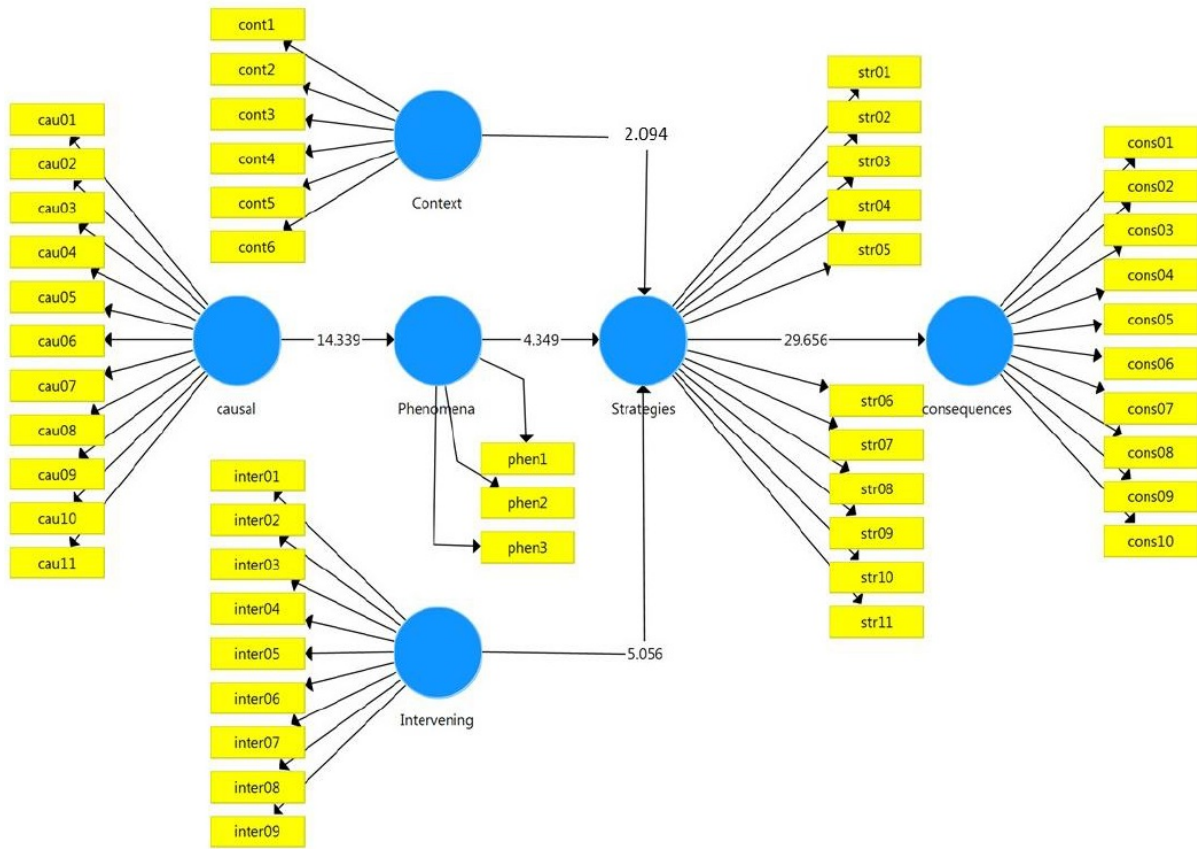 cont1
cont2
cont3
cont4
cont5
cont6
Context
2.094
cau01
cau02
cau03
cau04
cau05
cau06
cau07
cau08
cau09
cau10
cau11
causal
14.339
Phenomena
4.349
phen1
phen2
phen3
inter01
inter02
inter03
inter04
inter05
inter06
inter07
inter08
inter09
Intervening
5.056
Strategies
str01
str02
str03
str04
str05
29.656
str06
str07
str08
str09
str10
str11
consequences
cons01
cons02
cons03
cons04
cons05
cons06
cons07
cons08
cons09
cons10